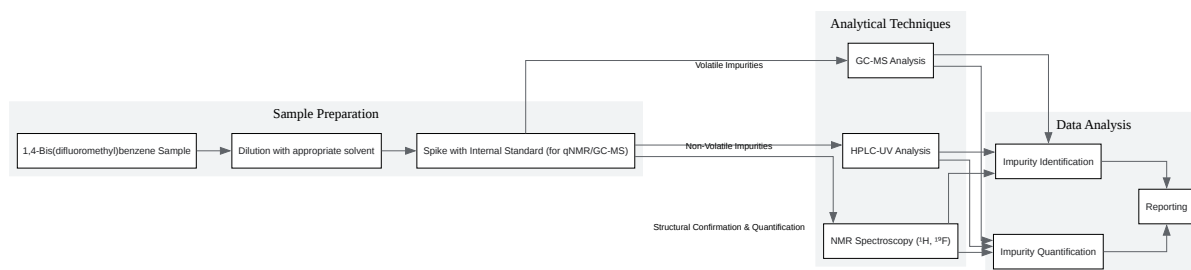 Analytical Techniques
GC-MS Analysis
Volatile Impurities
Sample Preparation
Data Analysis
1,4-Bis(difluoromethyl)benzene Sample
Dilution with appropriate solvent
Spike with Internal Standard (for qNMR/GC-MS)
Non-Volatile Impurities
HPLC-UV Analysis
Impurity Identification
Reporting
Structural Confirmation & Quantification
NMR Spectroscopy (¹H, ¹⁹F)
Impurity Quantification